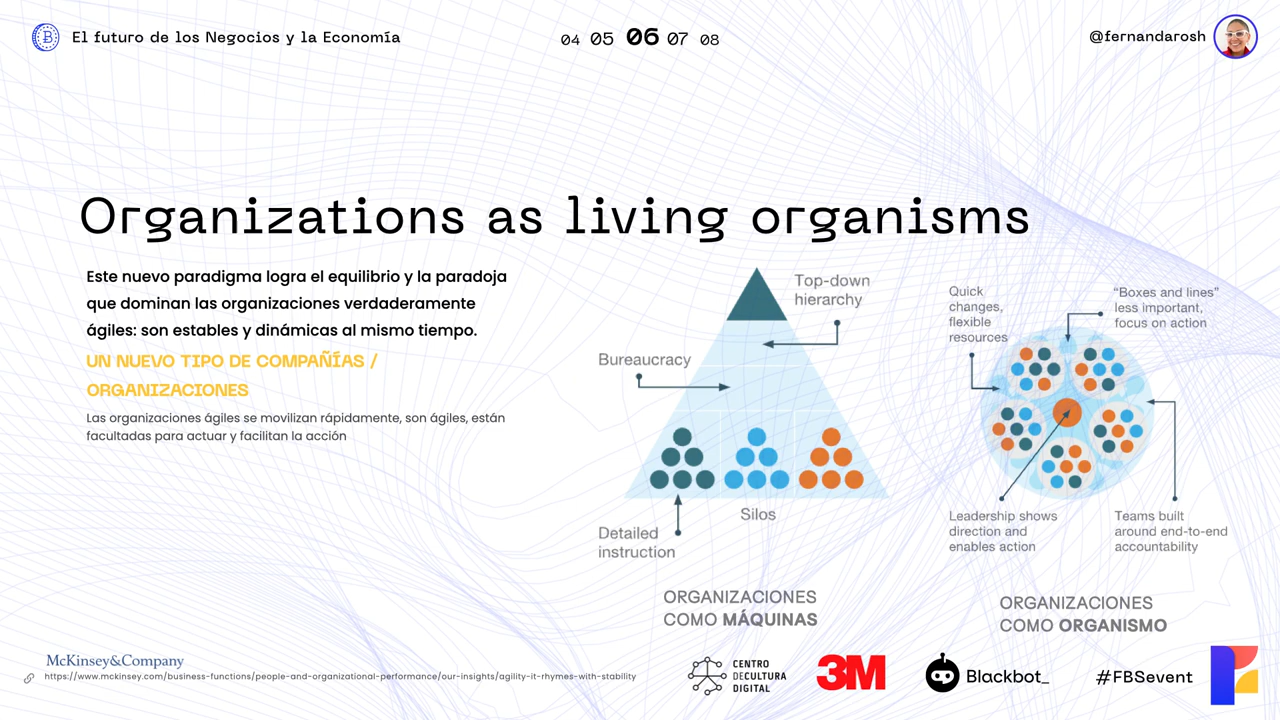 El futuro de los Negocios y la Economía
04 05 06 07 08
@fernandarosh
Organizations as living organisms
Este nuevo paradigma logra el equilibrio y la paradoja
que dominan las organizaciones verdaderamente
ágiles: son estables y dinámicas al mismo tiempo.
UN NUEVO TIPO DE COMPAÑÍAS /
ORGANIZACIONES
Las organizaciones ágiles se movilizan rápidamente, son ágiles, están
facultadas para actuar y facilitan la acción
Top-down
hierarchy
Bureaucracy
Silos
Detailed
instruction
ORGANIZACIONES
COMO MÁQUINAS
Quick
changes,
flexible
resources
“Boxes and lines”
less important,
focus on action
Leadership shows
direction and
enables action
Teams built
around end-to-end
accountability
ORGANIZACIONES
COMO ORGANISMO
McKinsey&Company
https://www.mckinsey.com/business-functions/people-and-organizational-performance/our-insights/agility-it-rhymes-with-stability
CENTRO
DECULTURA
DIGITAL
3M
Blackbot_
#FBSevent